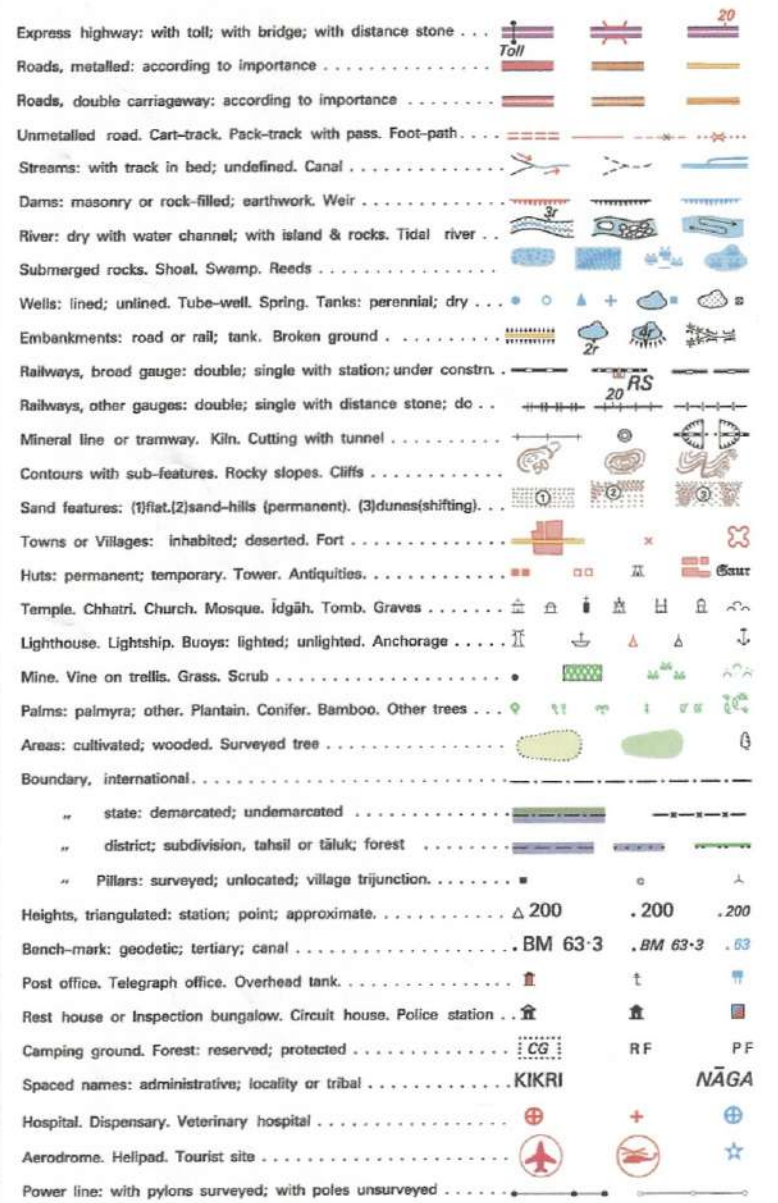 20
Express highway: with toll; with bridge; with distance stone . . .
Toll
Roads, metalled: according to importance . . . . . . . . . . . . . . . .
Roads, double carriageway: according to importance . . . . . . . .
Unmetalled road. Cart-track. Pack-track with pass. Foot-path. . . .
Streams: with track in bed; undefined. Canal . . . . . . . . . . . . . .
Dams: masonry or rock-filled; earthwork. Weir . . . . . . . . . . . . .
3r
River: dry with water channel; with island & rocks. Tidal river . .
Submerged rocks. Shoal. Swamp. Reeds . . . . . . . . . . . . . . . . .
Wells: lined; unlined. Tube-well. Spring. Tanks: perennial; dry . . .
Embankments: road or rail; tank. Broken ground . . . . . . . . . . .
2r 4r
Railways, broad gauge: double; single with station; under constrn. .
RS
Railways, other gauges: double; single with distance stone; do . .
20
Mineral line or tramway. Kiln. Cutting with tunnel . . . . . . . . . .
Contours with sub-features. Rocky slopes. Cliffs . . . . . . . . . . . .
50
Sand features: (1)flat.(2)sand-hills (permanent). (3)dunes(shifting). . .
1 2 3
Towns or Villages: inhabited; deserted. Fort . . . . . . . . . . . . . .
Huts: permanent; temporary. Tower. Antiquities. . . . . . . . . . . . .
Gaur
Temple. Chhatri. Church. Mosque. Īdgāh. Tomb. Graves . . . . . . .
Lighthouse. Lightship. Buoys: lighted; unlighted. Anchorage . . . . .
Mine. Vine on trellis. Grass. Scrub . . . . . . . . . . . . . . . . . . . .
Palms: palmyra; other. Plantain. Conifer. Bamboo. Other trees . . .
Areas: cultivated; wooded. Surveyed tree . . . . . . . . . . . . . . . .
Boundary, international. . . . . . . . . . . . . . . . . . . . . . . . . . . .
„ state: demarcated; undemarcated . . . . . . . . . . . . .
„ district; subdivision, tahsil or tāluk; forest . . . . . . . .
„ Pillars: surveyed; unlocated; village trijunction. . . . . . . .
Heights, triangulated: station; point; approximate. . . . . . . . . . . . 200 . 200 . 200
Bench-mark: geodetic; tertiary; canal . . . . . . . . . . . . . . . . . . . . BM 63·3 . BM 63·3 . 63
Post office. Telegraph office. Overhead tank. . . . . . . . . . . . . . .
Rest house or Inspection bungalow. Circuit house. Police station . .
Camping ground. Forest: reserved; protected . . . . . . . . . . . . . . CG RF PF
Spaced names: administrative; locality or tribal . . . . . . . . . . . . KIKRI NĀGA
Hospital. Dispensary. Veterinary hospital . . . . . . . . . . . . . . . .
Aerodrome. Helipad. Tourist site . . . . . . . . . . . . . . . . . . . . . .
Power line: with pylons surveyed; with poles unsurveyed . . . . . .